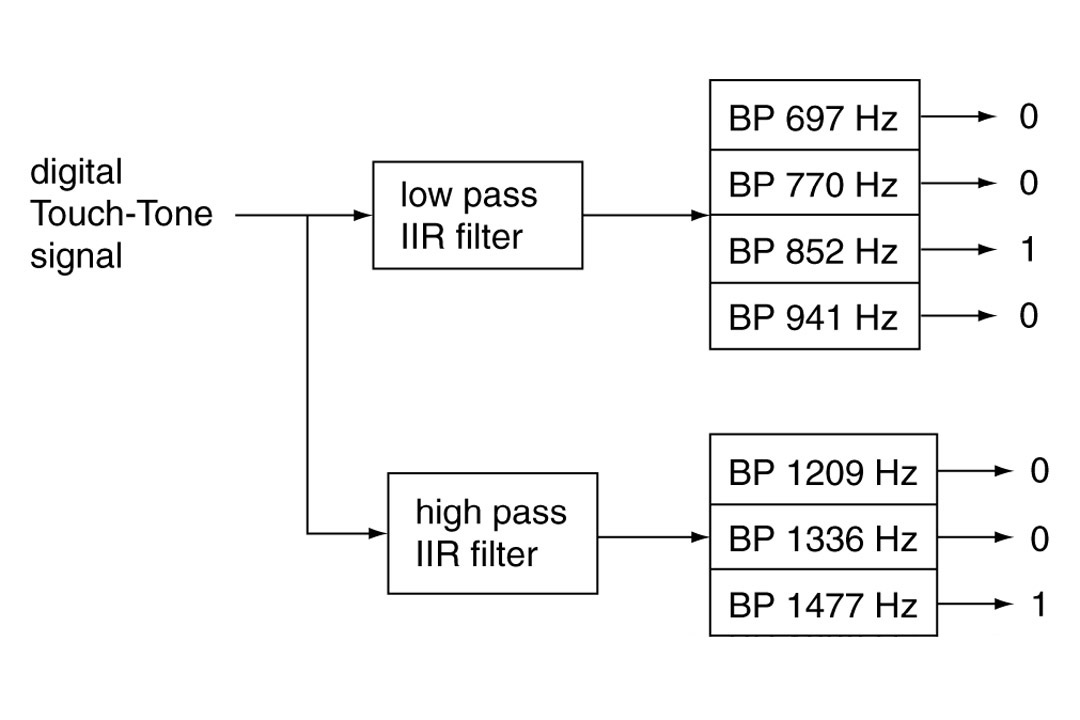 digital
Touch-Tone
signal
low pass
IIR filter
BP 697 Hz
0
BP 770 Hz
0
BP 852 Hz
1
BP 941 Hz
0
high pass
IIR filter
BP 1209 Hz
0
BP 1336 Hz
0
BP 1477 Hz
1